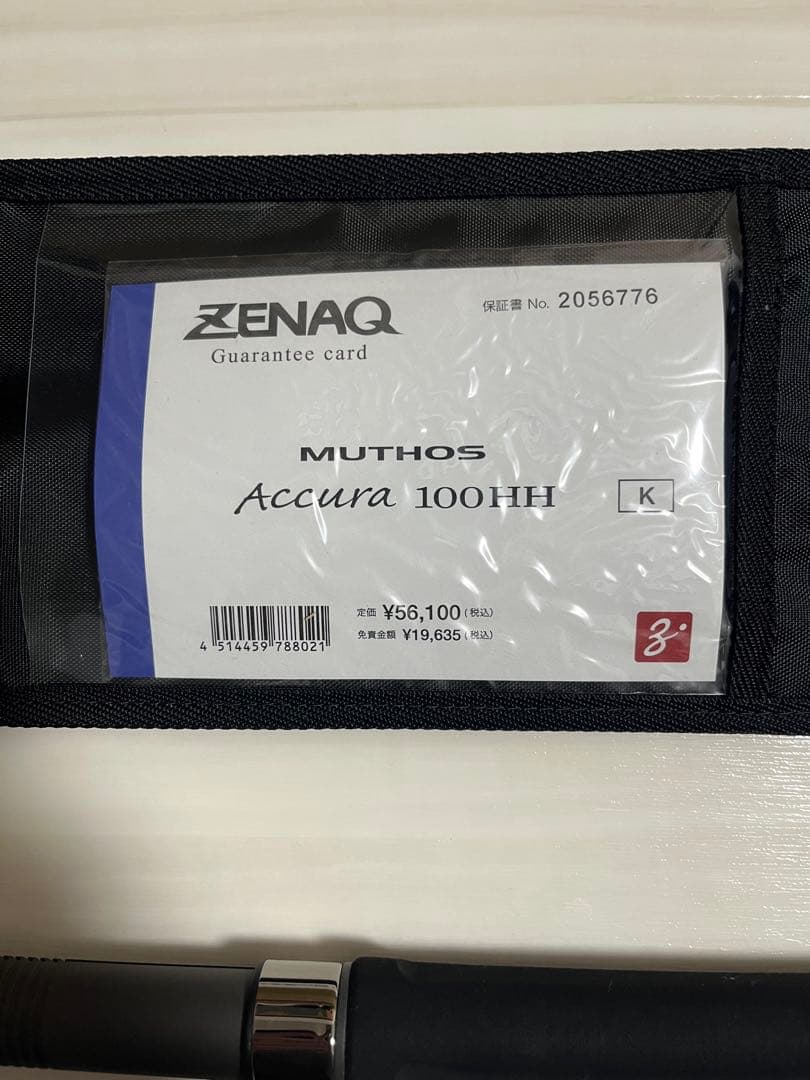 ZENAQ
Guarantee card
保証書 No. 2056776
MUTHOS
Accura 100HH
K
定価 ¥56,100(税込)
免責金額 ¥19,635(税込)
4 514459 788021